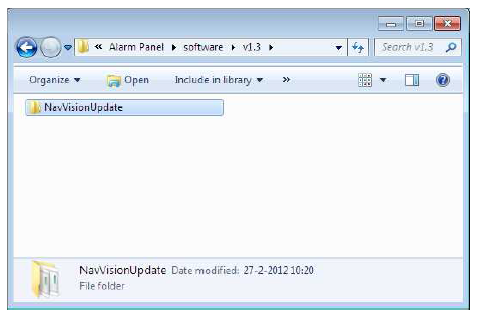 « Alarm Panel ▸ software ▸ v1.3 ▸ Search v1.3
Organize ▾ Open Include in library ▾ »
NavVisionUpdate
NavVisionUpdate Date modified: 27-2-2012 10:20
File folder